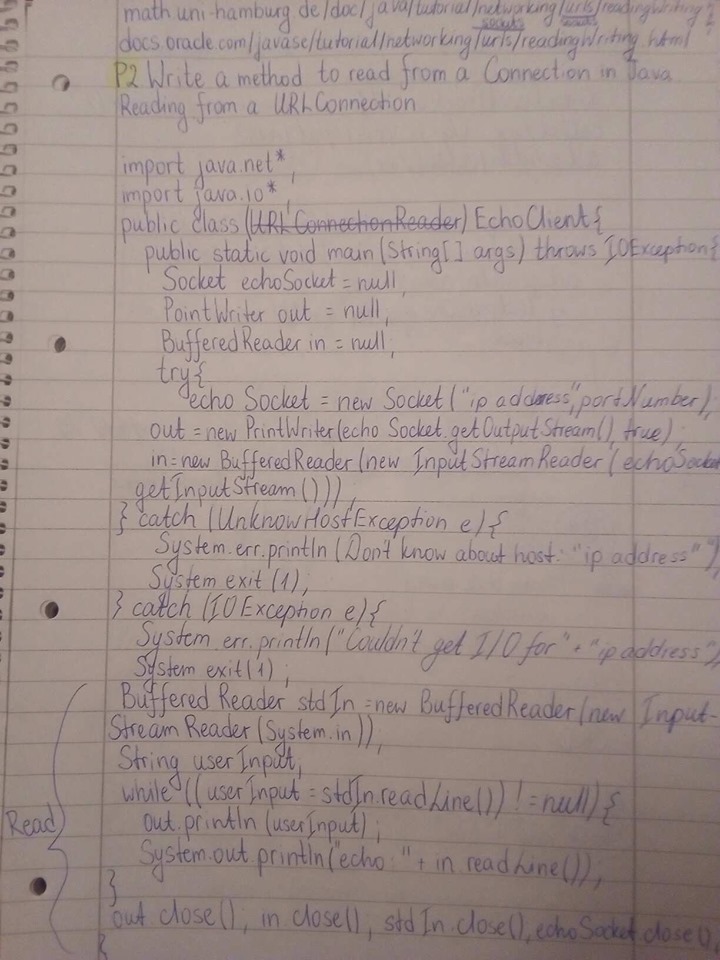 math.uni-hamburg.de/doc/java/tutorial/networking/urls/readingWriting
sockets
docs.oracle.com/javase/tutorial/networking/urls/readingWriting.html
P2 Write a method to read from a Connection in Java
Reading from a URLConnection
import java.net*;
import java.io*;
public class (URLConnectionReader) EchoClient{
public static void main (String[] args) throws IOException{
Socket echoSocket = null;
PointWriter out = null;
BufferedReader in = null;
try{
echo Socket = new Socket ("ip address", portNumber);
out = new PrintWriter(echo Socket.getOutputStream(), true);
in = new BufferedReader (new InputStreamReader (echoSocket
getInputStream()));
} catch (UnknowHostException e){
System.err.println (Don't know about host: "ip address");
System exit (1);
} catch (IOException e){
System.err.println ("Couldn't get I/O for" + "ip address");
System exit(1);
Buffered Reader stdIn = new BufferedReader (new Input-
Stream Reader (System.in));
String userInput;
while ((userInput = stdIn.readLine()) != null) {
out.println (userInput);
Read
System.out println("echo: " + in readLine());
}
out close(); in close(); stdIn.close(); echoSocket.close();
}